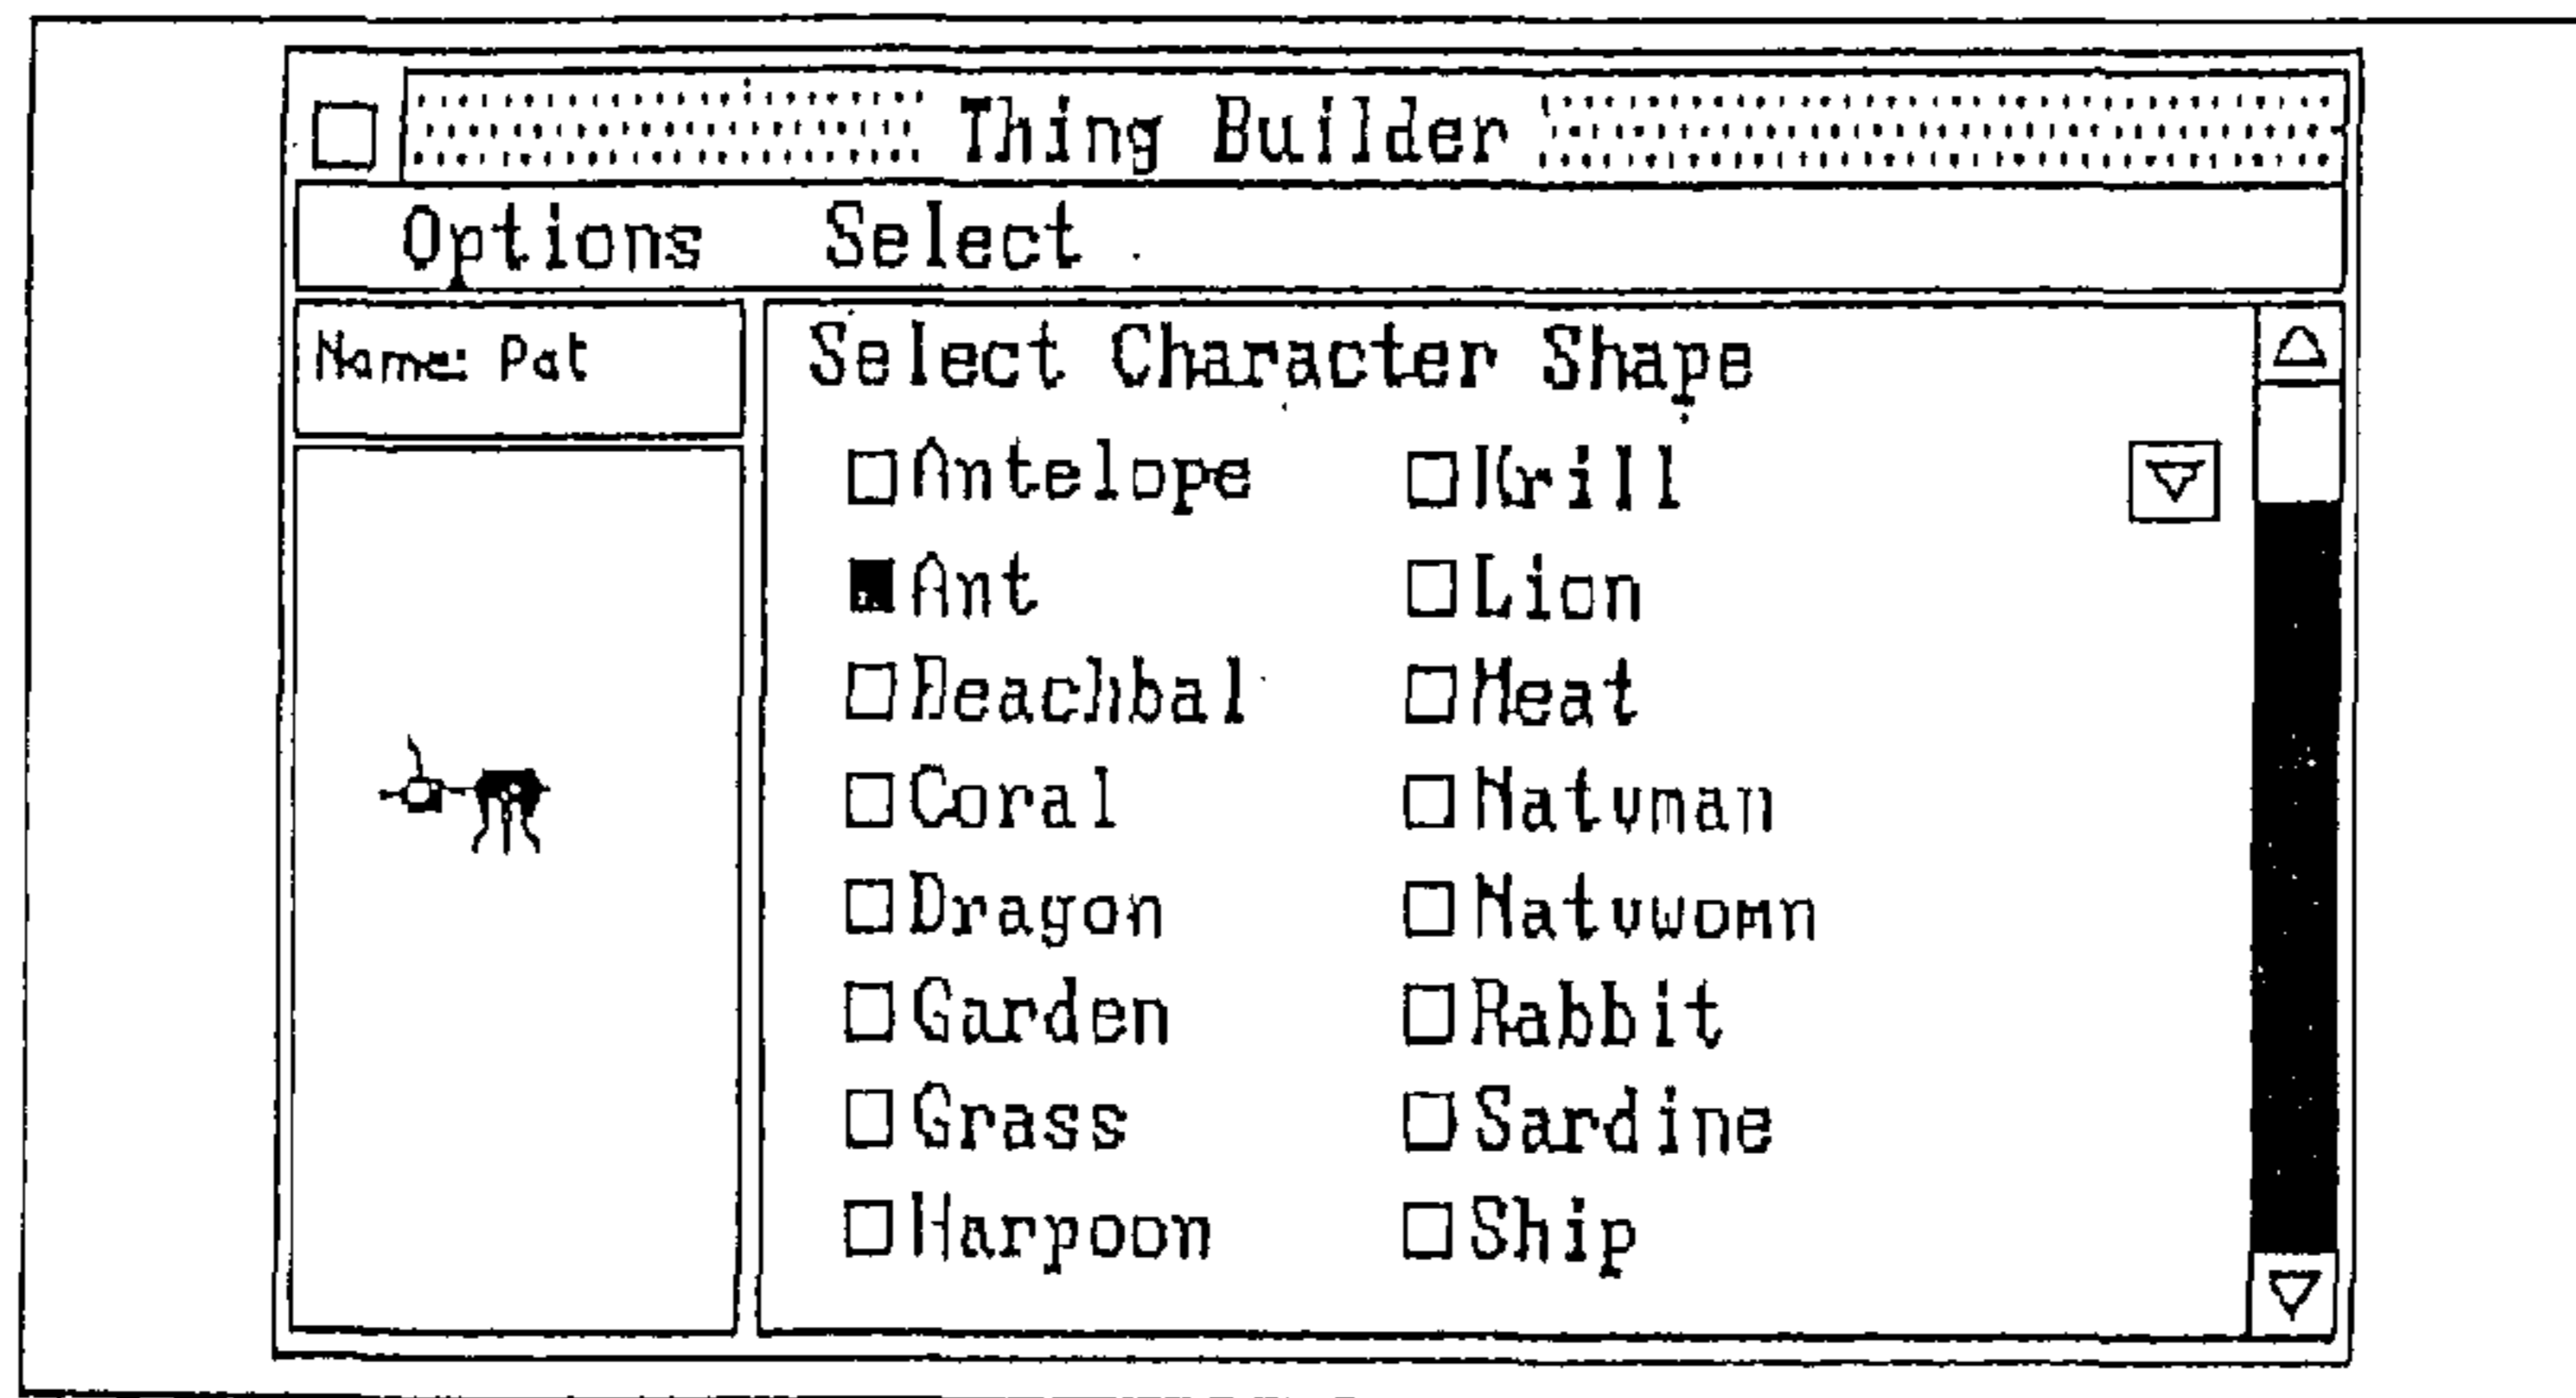 Thing Builder
Options Select
Name: Pat
Select Character Shape
Antelope Krill
Ant Lion
Beachbal Meat
Coral Natvman
Dragon Natvwomn
Garden Rabbit
Grass Sardine
Harpoon Ship